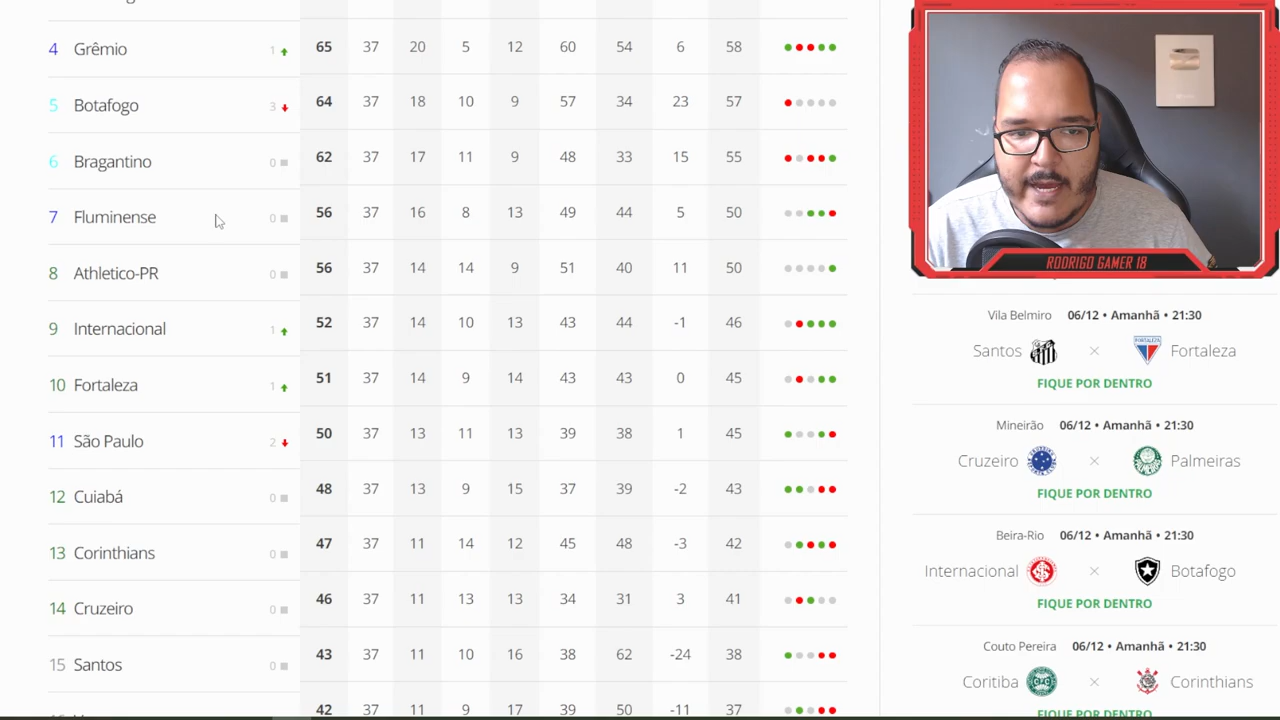 4 Grêmio 1 65 37 20 5 12 60 54 6 58
5 Botafogo 3 64 37 18 10 9 57 34 23 57
6 Bragantino 0 62 37 17 11 9 48 33 15 55
7 Fluminense 0 56 37 16 8 13 49 44 5 50
8 Athletico-PR 0 56 37 14 14 9 51 40 11 50
9 Internacional 1 52 37 14 10 13 43 44 -1 46
10 Fortaleza 1 51 37 14 9 14 43 43 0 45
11 São Paulo 2 50 37 13 11 13 39 38 1 45
12 Cuiabá 0 48 37 13 9 15 37 39 -2 43
13 Corinthians 0 47 37 11 14 12 45 48 -3 42
14 Cruzeiro 0 46 37 11 13 13 34 31 3 41
15 Santos 0 43 37 11 10 16 38 62 -24 38
42 37 11 9 17 39 50 -11 37
RODRIGO GAMER 18
Vila Belmiro 06/12 • Amanhã • 21:30
Santos × Fortaleza
FIQUE POR DENTRO
Mineirão 06/12 • Amanhã • 21:30
Cruzeiro × Palmeiras
FIQUE POR DENTRO
Beira-Rio 06/12 • Amanhã • 21:30
Internacional × Botafogo
FIQUE POR DENTRO
Couto Pereira 06/12 • Amanhã • 21:30
Coritiba × Corinthians
FIQUE POR DENTRO